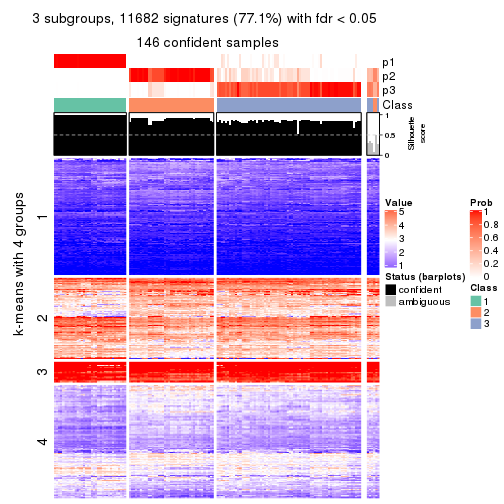 3 subgroups, 11682 signatures (77.1%) with fdr < 0.05
146 confident samples
p1
p2
p3
Class
1
0.5
0
Silhouette
score
k-means with 4 groups
1
2
3
4
Value
5
4
3
2
1
Status (barplots)
confident
ambiguous
Prob
1
0.8
0.6
0.4
0.2
0
Class
1
2
3